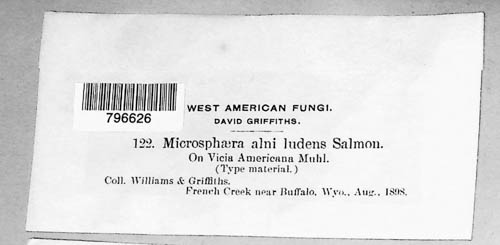 WEST AMERICAN FUNGI.
796626
DAVID GRIFFITHS.
122. Microsphæra alni ludens Salmon.
On Vicia Americana Muhl.
(Type material.)
Coll. Williams & Griffiths.
French Creek near Buffalo, Wyo., Aug., 1898.